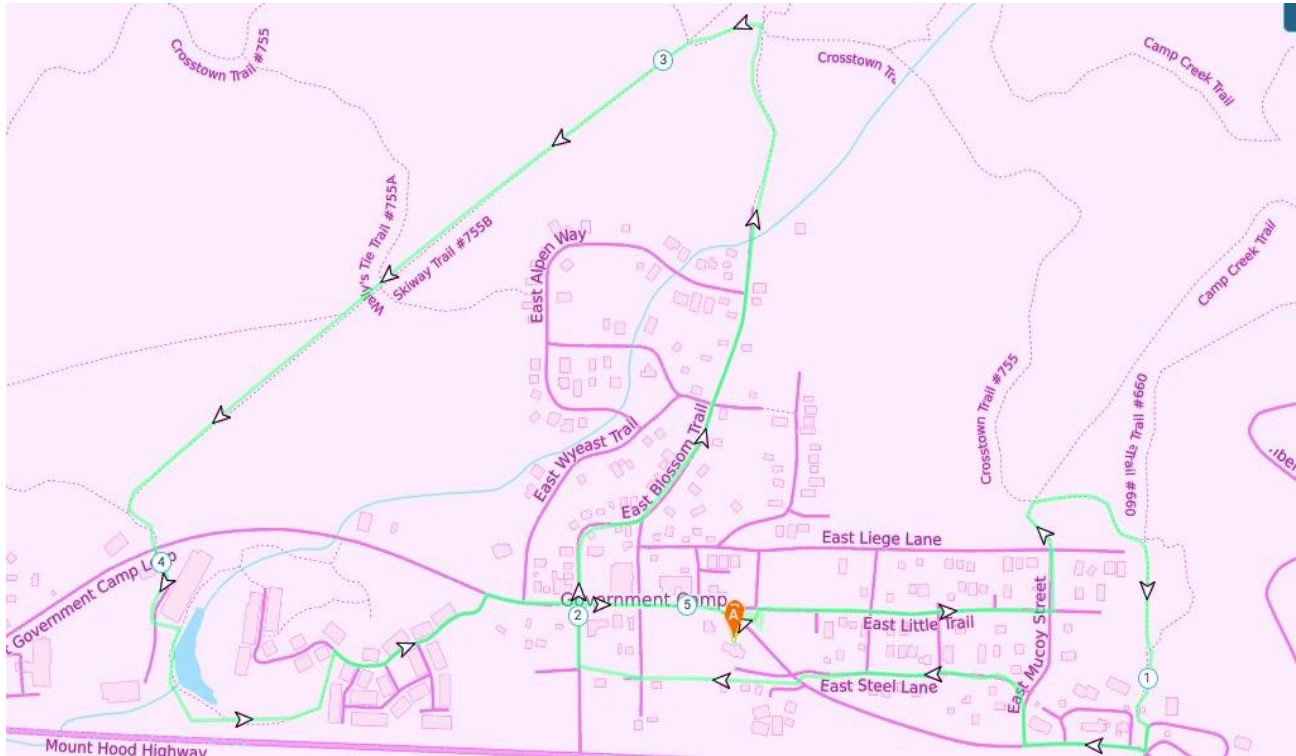 Crosstown Trail #755
3
Crosstown
Camp Creek Trail
Wally's Tie Trail #755A
Skiway Trail #755B
East Alpen Way
Camp Creek Trail
Crosstown Trail #755
Trail #660
East Wyeast Trail
East Blossom Trail
East Liege Lane
4
Government Camp Loop
Government Camp
5
2
A
East Little Trail
East Mucoy Street
East Steel Lane
1
Mount Hood Highway